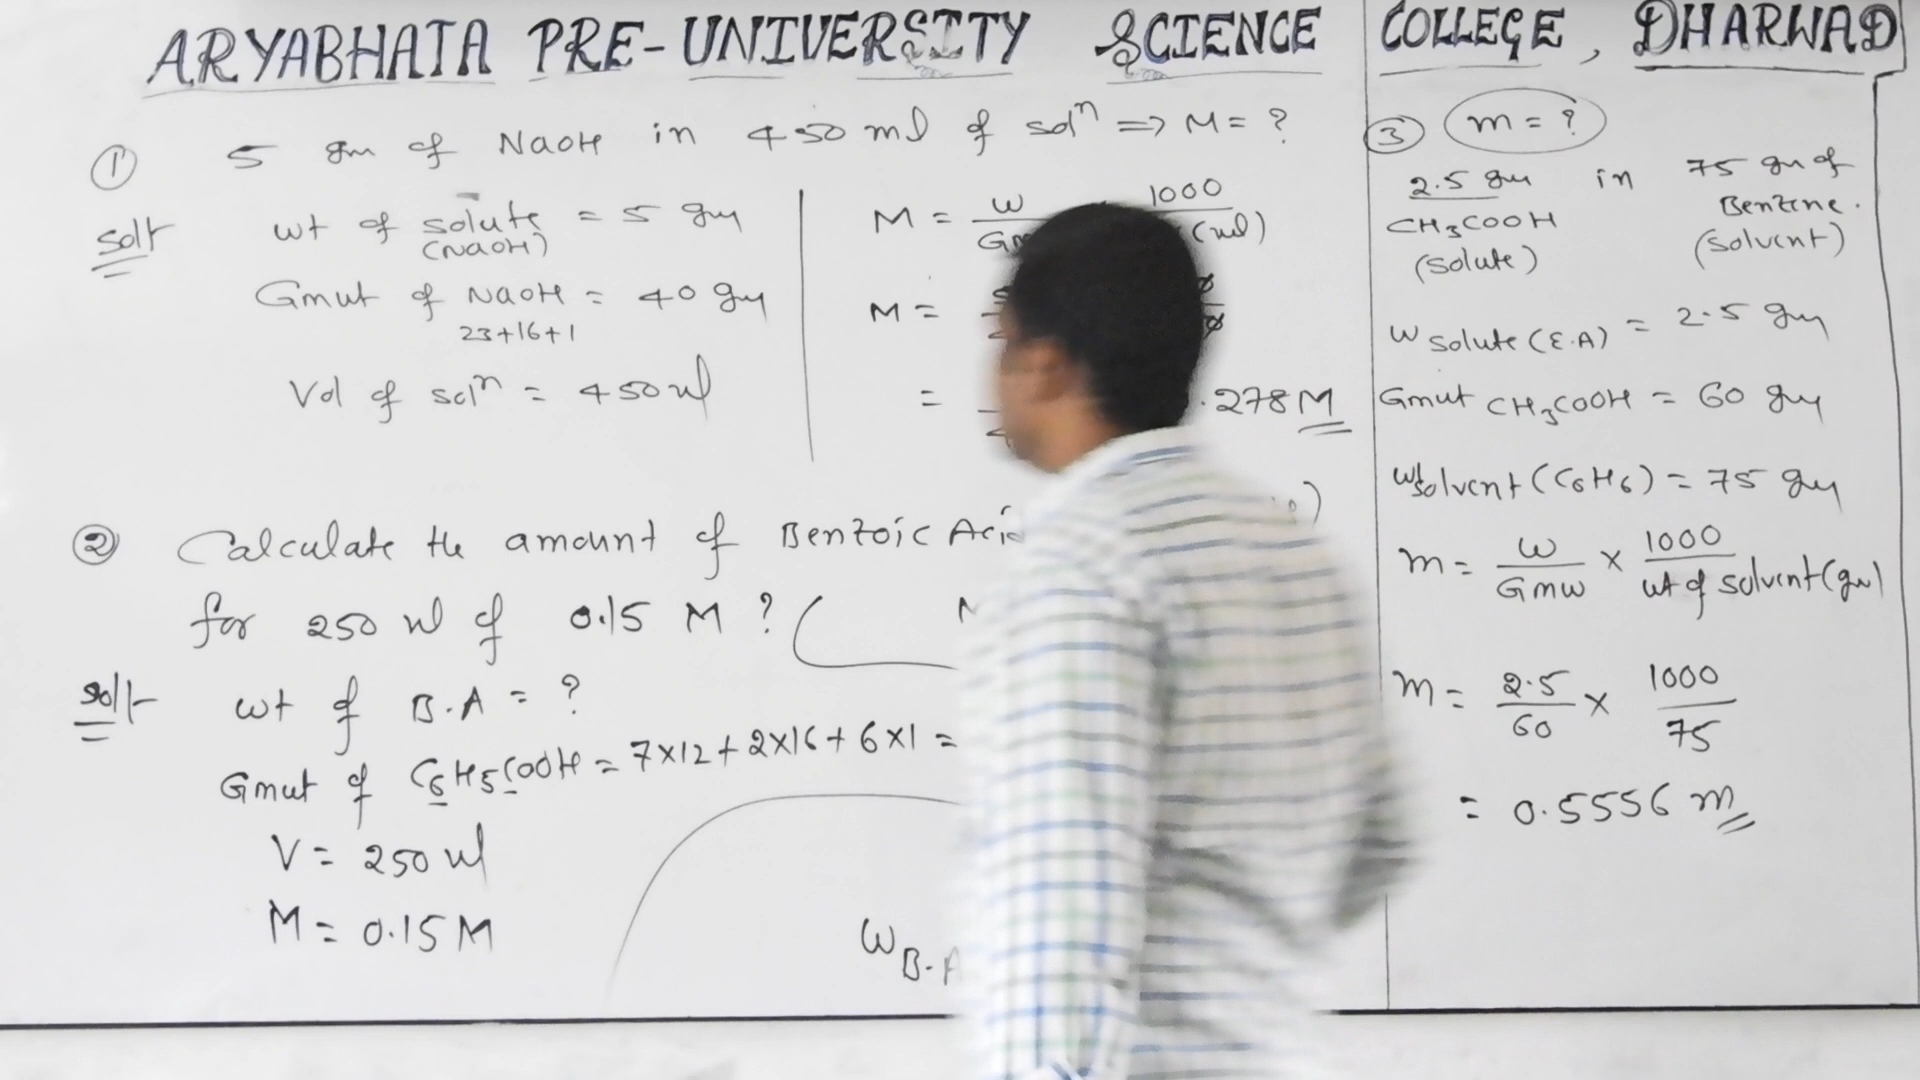 ARYABHATA PRE-UNIVERSITY SCIENCE COLLEGE, DHARWAD
① 5 gm of NaOH in 450 ml of solⁿ => M = ?
solt
wt of solute = 5 gm
(NaOH)
Gmwt of NaOH = 40 gm
23+16+1
Vol of solⁿ = 450 ml
M = w 1000
(ml)
M =
=
.278 M
② Calculate the amount of Benzoic
for 250 ml of 0.15 M ?
solt
wt of B.A = ?
Gmwt of C6H5COOH = 7×12 + 2×16 + 6×1 =
V = 250 ml
M = 0.15 M
W B.A
③ m = ?
2.5 gm in 75 gm of
CH₃COOH Benzene.
(solute) (solvent)
W solute (E.A) = 2.5 gm
Gmwt CH₃COOH = 60 gm
wt solvent (C6H6) = 75 gm
m = w/Gmw × 1000/wt of solvent (gm)
m = 2.5/60 × 1000/75
= 0.5556 m